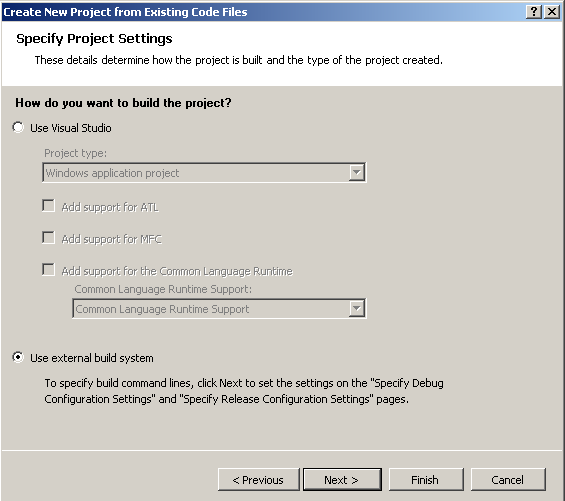 Create New Project from Existing Code Files
Specify Project Settings
These details determine how the project is built and the type of the project created.
How do you want to build the project?
Use Visual Studio
Project type:
Windows application project
Add support for ATL
Add support for MFC
Add support for the Common Language Runtime
Common Language Runtime Support:
Common Language Runtime Support
Use external build system
To specify build command lines, click Next to set the settings on the "Specify Debug
Configuration Settings" and "Specify Release Configuration Settings" pages.
< Previous Next > Finish Cancel